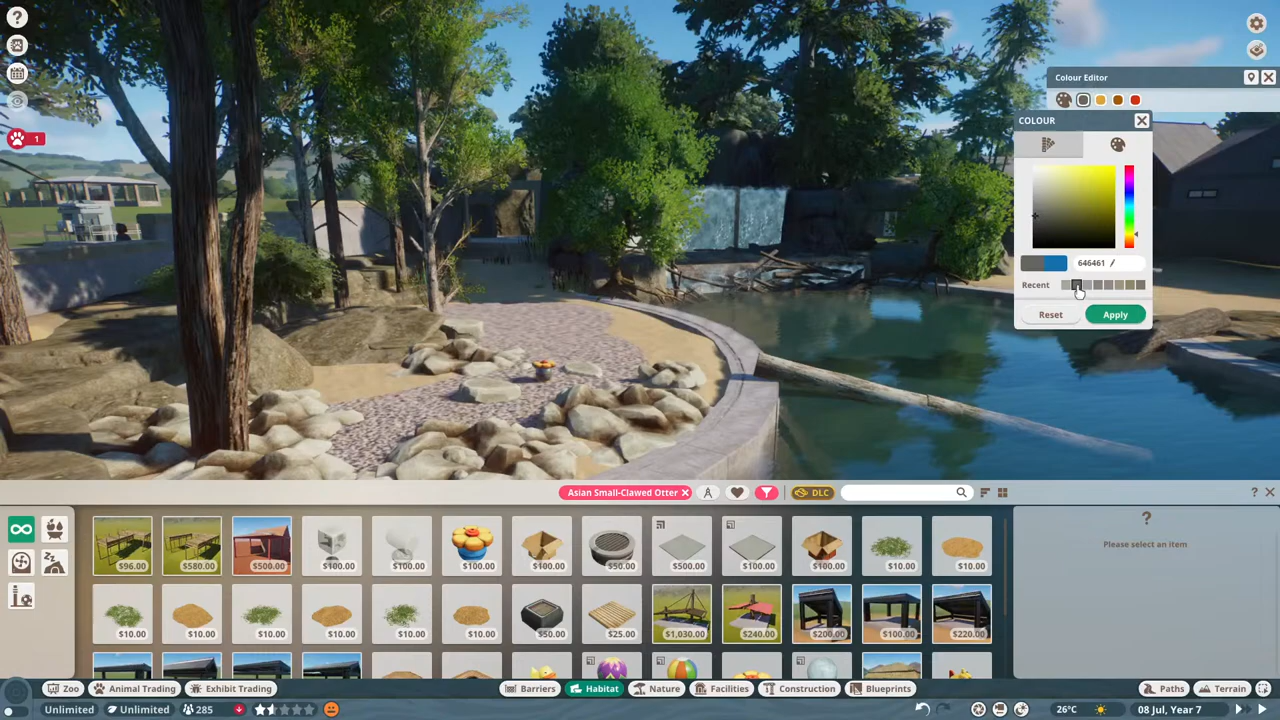 ?
1
Colour Editor
COLOUR
646461
Recent
Reset
Apply
Asian Small-Clawed Otter
DLC
?
?
Please select an item
$96.00
$580.00
$500.00
$100.00
$100.00
$100.00
$100.00
$50.00
$500.00
$100.00
$100.00
$10.00
$10.00
$10.00
$10.00
$10.00
$10.00
$10.00
$10.00
$50.00
$25.00
$1,030.00
$240.00
$200.00
$100.00
$220.00
Zoo
Animal Trading
Exhibit Trading
Barriers
Habitat
Nature
Facilities
Construction
Blueprints
Paths
Terrain
Unlimited
Unlimited
285
26°C
08 Jul, Year 7